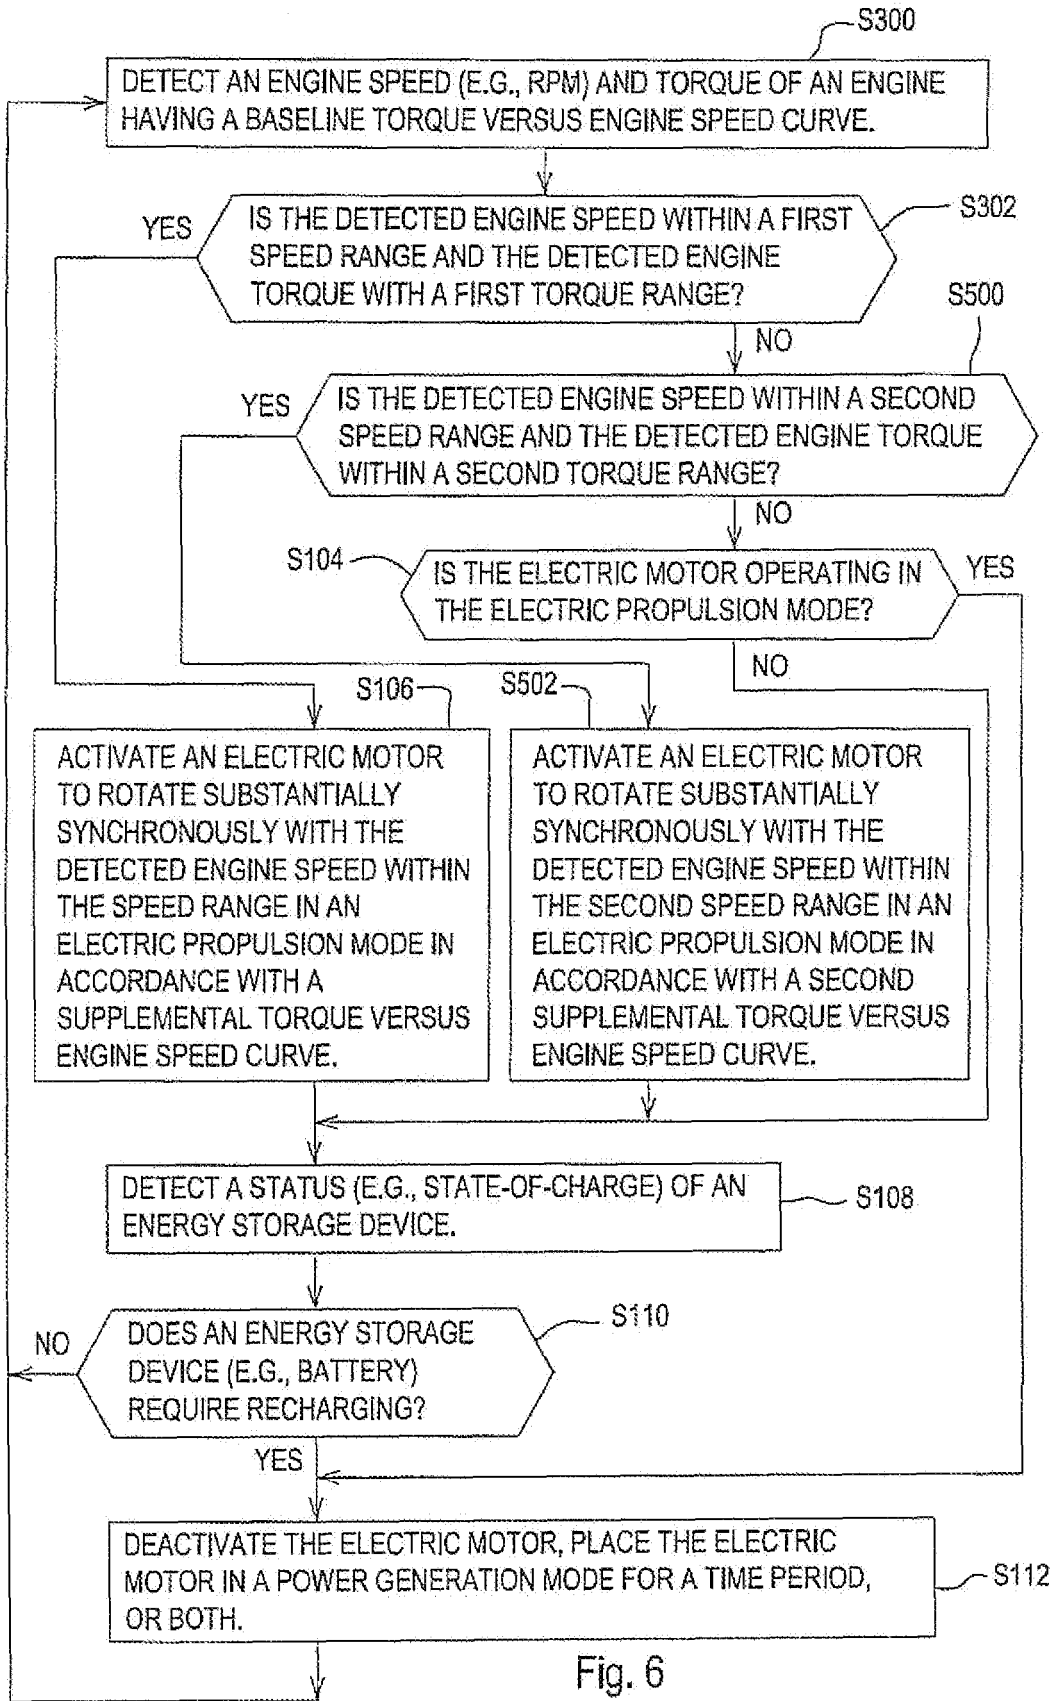 S300
DETECT AN ENGINE SPEED (E.G., RPM) AND TORQUE OF AN ENGINE
HAVING A BASELINE TORQUE VERSUS ENGINE SPEED CURVE.
YES
IS THE DETECTED ENGINE SPEED WITHIN A FIRST
SPEED RANGE AND THE DETECTED ENGINE
TORQUE WITH A FIRST TORQUE RANGE?
S302
NO
S500
YES
IS THE DETECTED ENGINE SPEED WITHIN A SECOND
SPEED RANGE AND THE DETECTED ENGINE TORQUE
WITHIN A SECOND TORQUE RANGE?
NO
S104
IS THE ELECTRIC MOTOR OPERATING IN
THE ELECTRIC PROPULSION MODE?
YES
NO
S106
ACTIVATE AN ELECTRIC MOTOR
TO ROTATE SUBSTANTIALLY
SYNCHRONOUSLY WITH THE
DETECTED ENGINE SPEED WITHIN
THE SPEED RANGE IN AN
ELECTRIC PROPULSION MODE IN
ACCORDANCE WITH A
SUPPLEMENTAL TORQUE VERSUS
ENGINE SPEED CURVE.
S502
ACTIVATE AN ELECTRIC MOTOR
TO ROTATE SUBSTANTIALLY
SYNCHRONOUSLY WITH THE
DETECTED ENGINE SPEED WITHIN
THE SECOND SPEED RANGE IN AN
ELECTRIC PROPULSION MODE IN
ACCORDANCE WITH A SECOND
SUPPLEMENTAL TORQUE VERSUS
ENGINE SPEED CURVE.
DETECT A STATUS (E.G., STATE-OF-CHARGE) OF AN
ENERGY STORAGE DEVICE.
S108
NO
DOES AN ENERGY STORAGE
DEVICE (E.G., BATTERY)
REQUIRE RECHARGING?
S110
YES
DEACTIVATE THE ELECTRIC MOTOR, PLACE THE ELECTRIC
MOTOR IN A POWER GENERATION MODE FOR A TIME PERIOD,
OR BOTH.
S112
Fig. 6